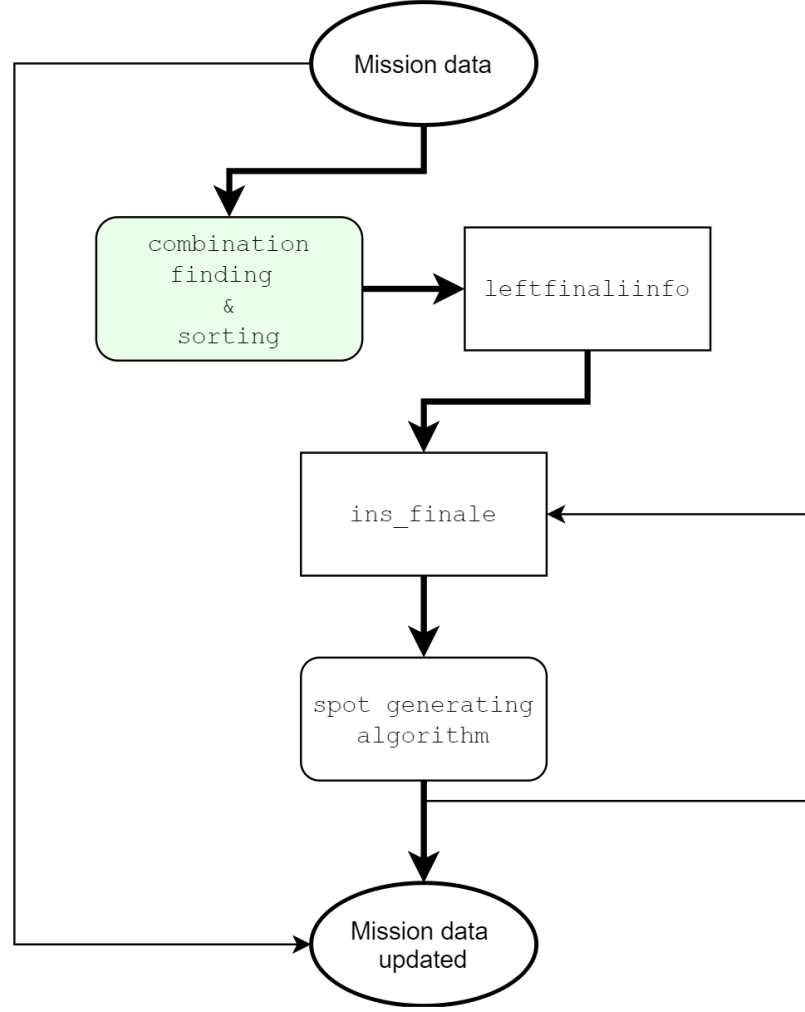 Mission data
combination
finding
&
sorting
leftfinaliinfo
ins_finale
spot generating
algorithm
Mission data
updated